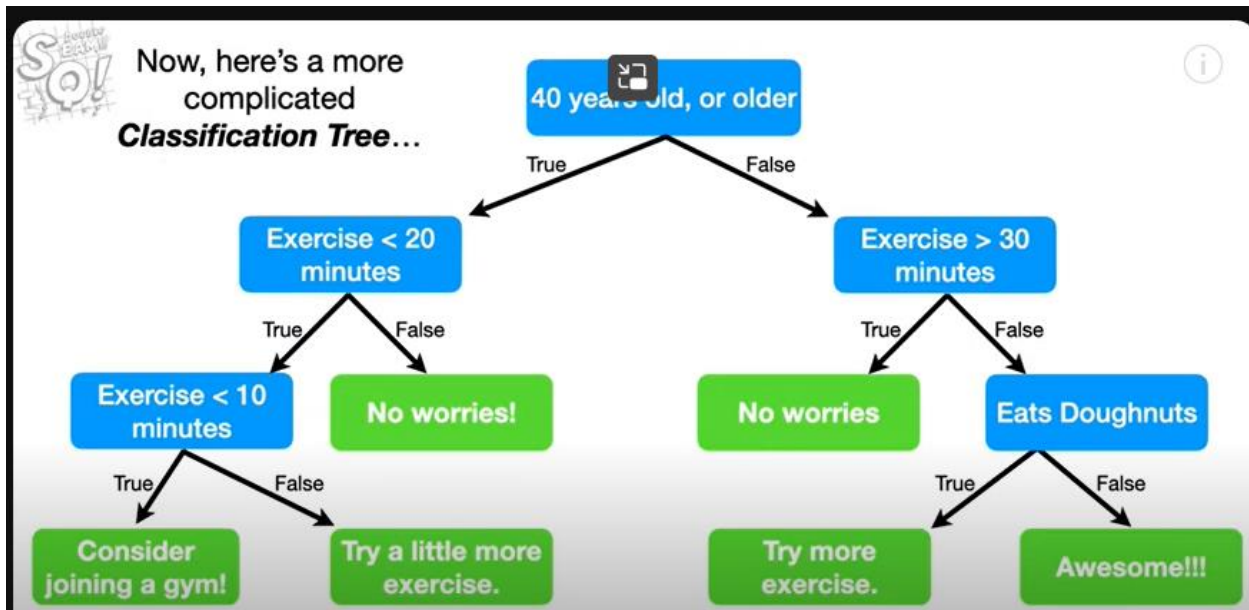 Now, here's a more
complicated
Classification Tree...
40 years old, or older
True
False
Exercise < 20
minutes
Exercise > 30
minutes
True
False
True
False
Exercise < 10
minutes
No worries!
No worries
Eats Doughnuts
True
False
True
False
Consider
joining a gym!
Try a little more
exercise.
Try more
exercise.
Awesome!!!